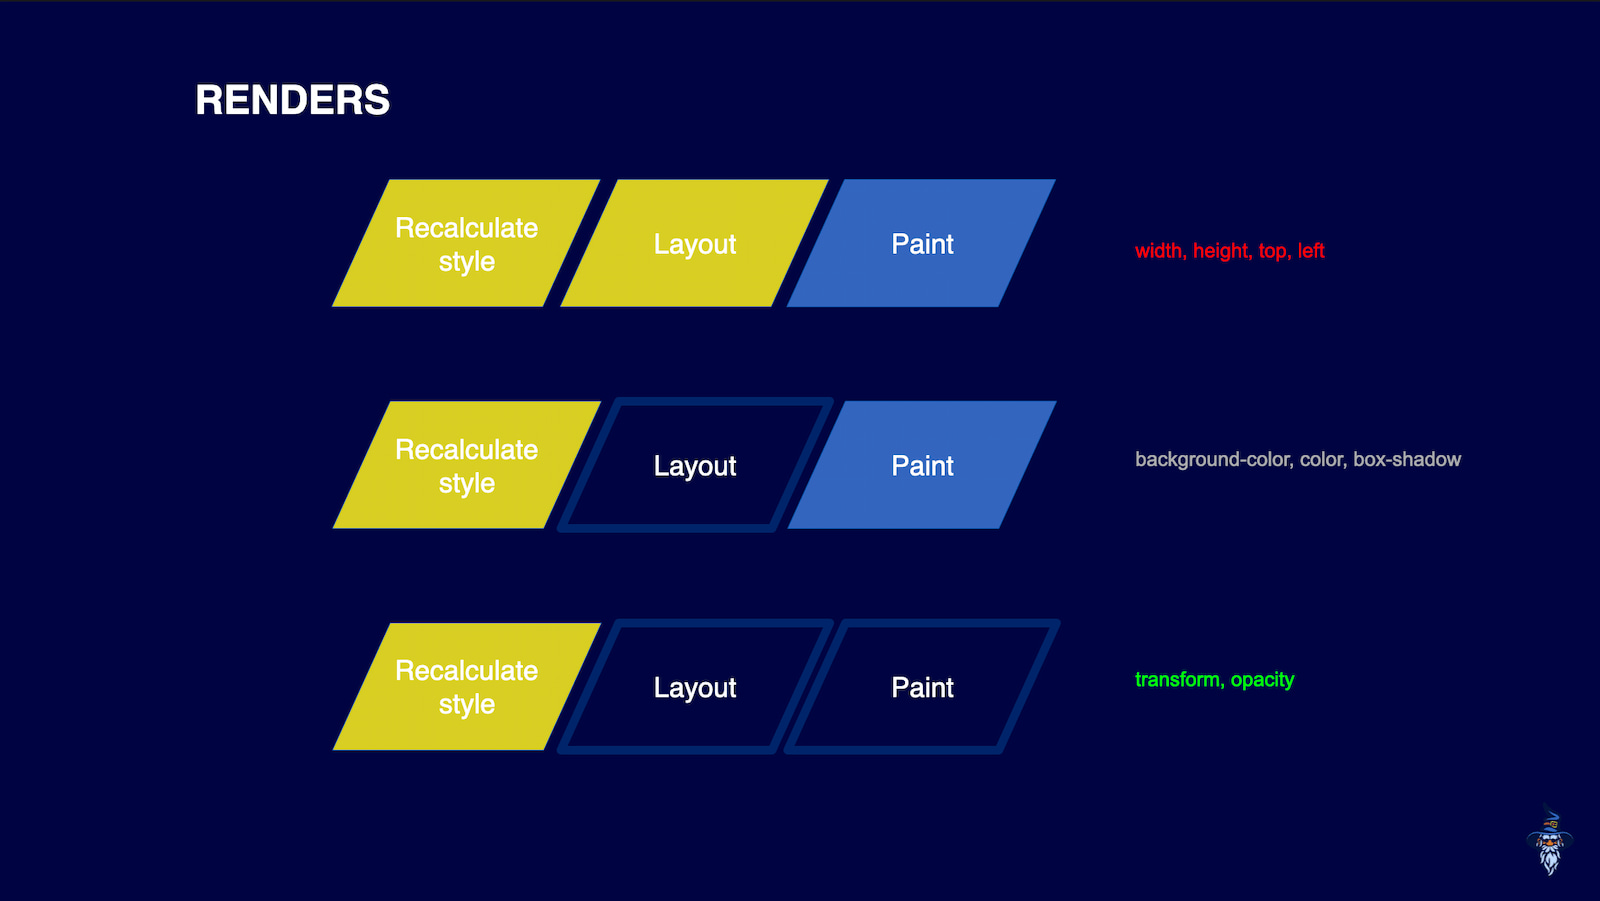 RENDERS
Recalculate
style
Layout
Paint
width, height, top, left
Recalculate
style
Layout
Paint
background-color, color, box-shadow
Recalculate
style
Layout
Paint
transform, opacity